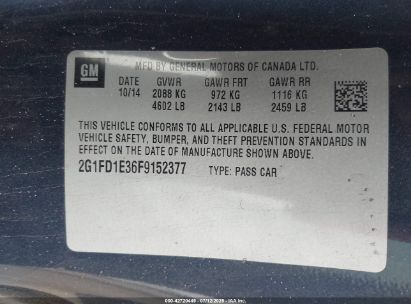 GM
MFD BY GENERAL MOTORS OF CANADA LTD.
DATE GVWR GAWR FRT GAWR RR
10/14 2088 KG 972 KG 1116 KG
4602 LB 2143 LB 2459 LB
THIS VEHICLE CONFORMS TO ALL APPLICABLE U.S. FEDERAL MOTOR
VEHICLE SAFETY, BUMPER, AND THEFT PREVENTION STANDARDS
IN EFFECT ON THE DATE OF MANUFACTURE SHOWN ABOVE.
2G1FD1E36F9152377 TYPE: PASS CAR